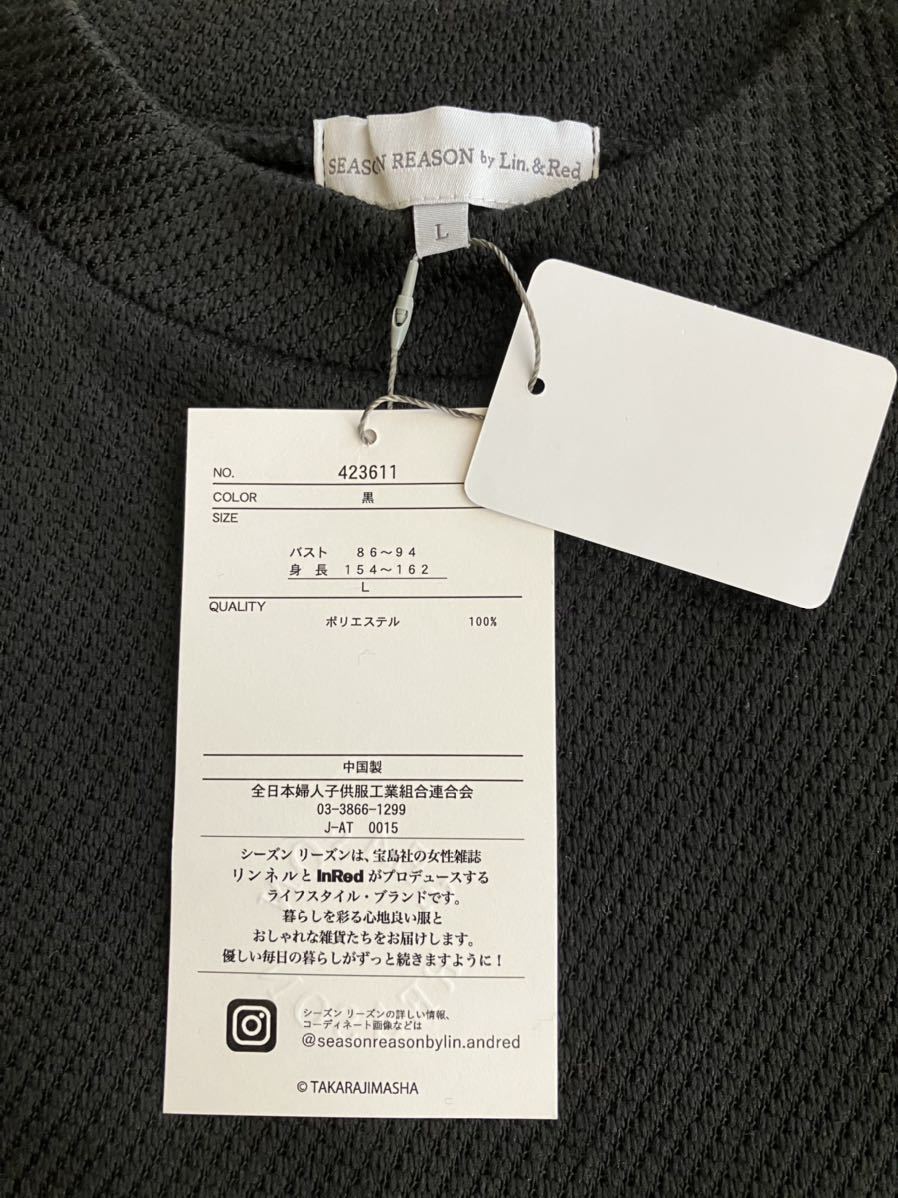 SEASON REASON by Lin.&Red
L
NO. 423611
COLOR 黒
SIZE
バスト 86〜94
身長 154〜162
L
QUALITY
ポリエステル 100%
中国製
全日本婦人子供服工業組合連合会
03-3866-1299
J-AT 0015
シーズン リーズンは、宝島社の女性雑誌
リンネルと InRed がプロデュースする
ライフスタイル・ブランドです。
暮らしを彩る心地良い服と
おしゃれな雑貨たちをお届けします。
優しい毎日の暮らしがずっと続きますように！
シーズン リーズンの詳しい情報、
コーディネート画像などは
@seasonreasonbylin.andred
© TAKARAJIMASHA